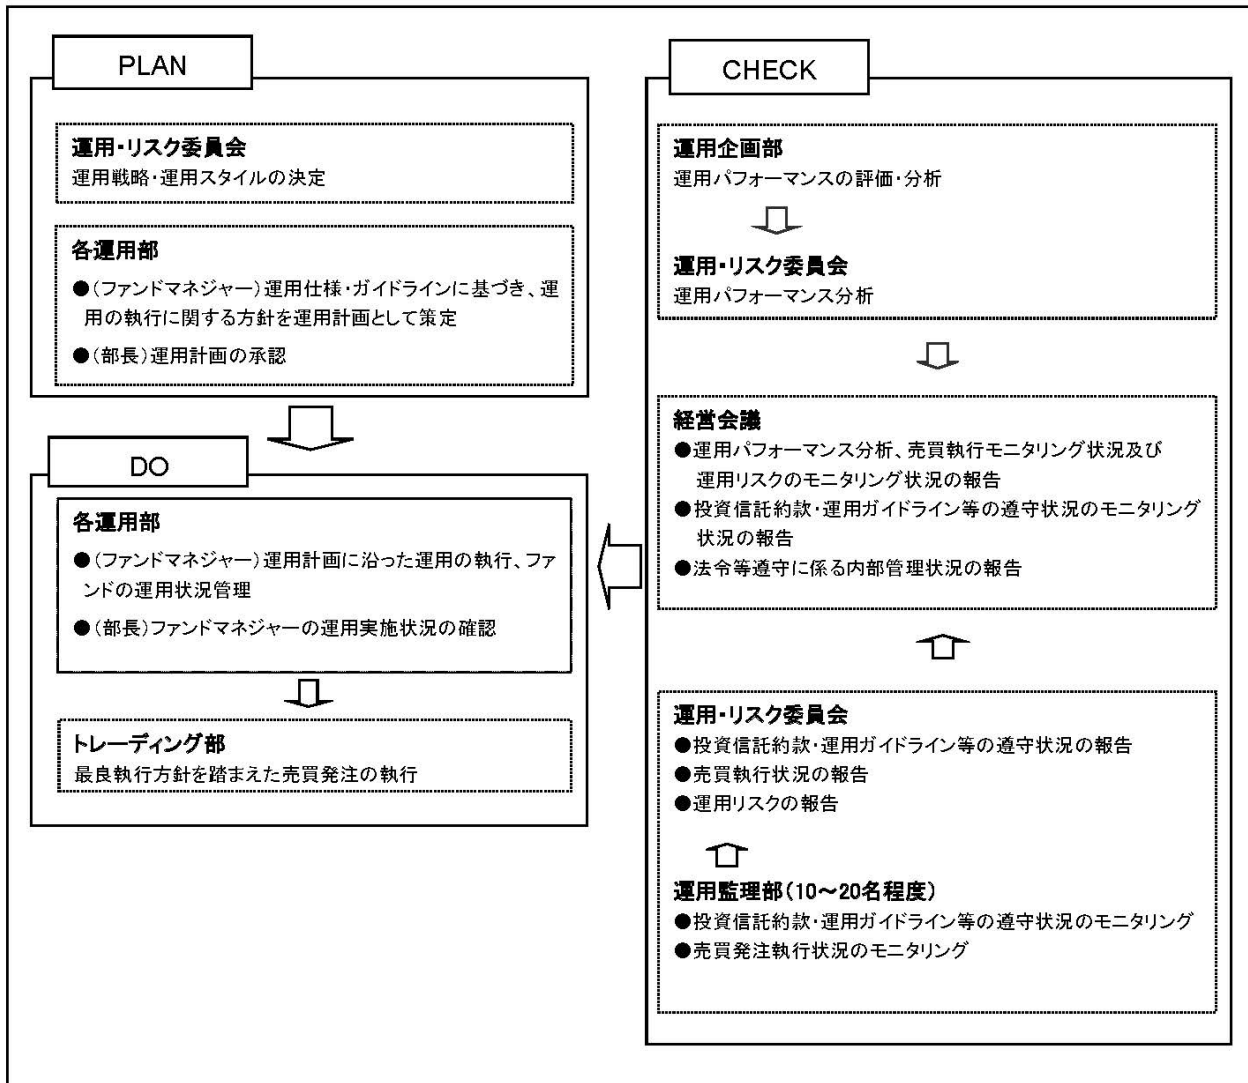 PLAN
運用・リスク委員会
運用戦略・運用スタイルの決定
各運用部
●(ファンドマネジャー)運用仕様・ガイドラインに基づき、運
用の執行に関する方針を運用計画として策定
●(部長)運用計画の承認
DO
各運用部
●(ファンドマネジャー)運用計画に沿った運用の執行、ファ
ンドの運用状況管理
●(部長)ファンドマネジャーの運用実施状況の確認
トレーディング部
最良執行方針を踏まえた売買発注の執行
CHECK
運用企画部
運用パフォーマンスの評価・分析
運用・リスク委員会
運用パフォーマンス分析
経営会議
●運用パフォーマンス分析、売買執行モニタリング状況及び
運用リスクのモニタリング状況の報告
●投資信託約款・運用ガイドライン等の遵守状況のモニタリング
状況の報告
●法令等遵守に係る内部管理状況の報告
運用・リスク委員会
●投資信託約款・運用ガイドライン等の遵守状況の報告
●売買執行状況の報告
●運用リスクの報告
運用監理部(10~20名程度)
●投資信託約款・運用ガイドライン等の遵守状況のモニタリング
●売買発注執行状況のモニタリング